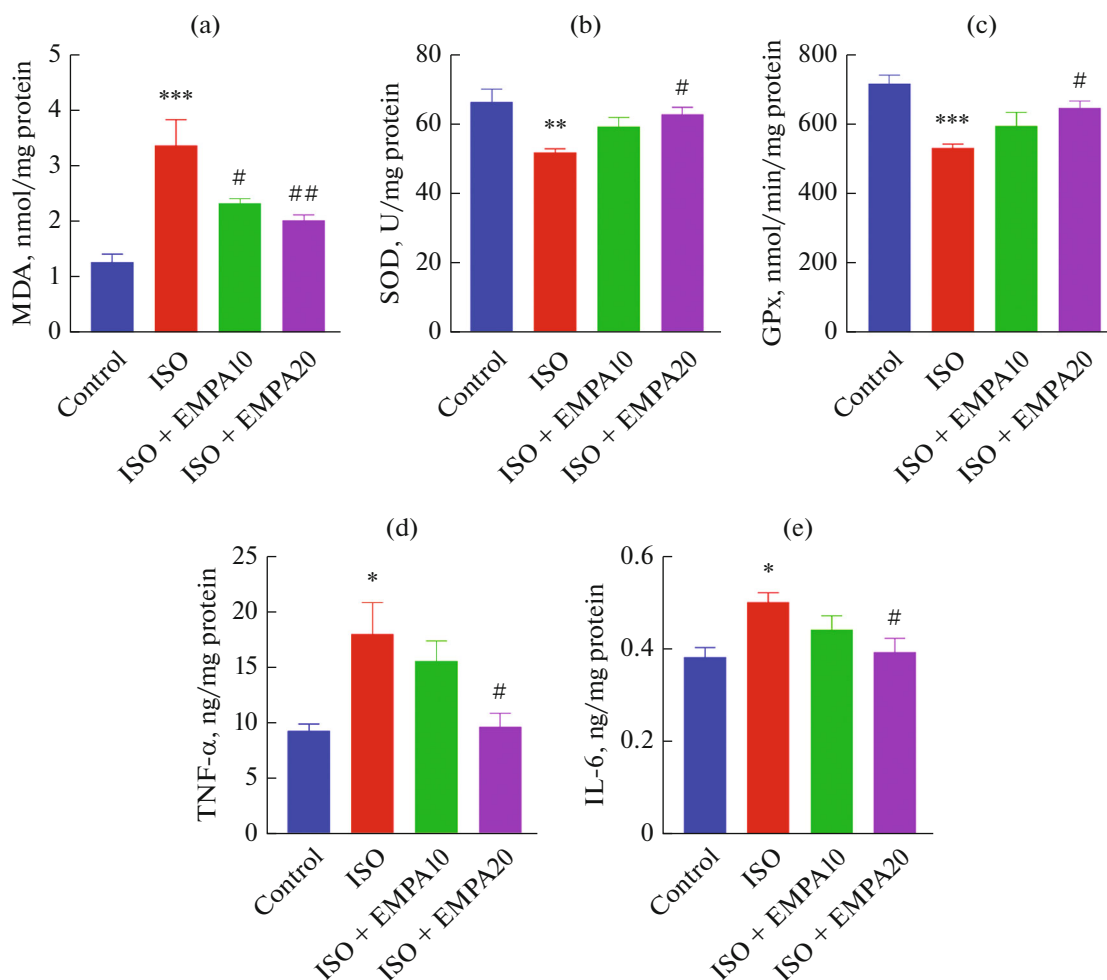 (a)
MDA, nmol/mg protein
5
4
3
2
1
0
***
#
##
Control
ISO
ISO + EMPA10
ISO + EMPA20
(b)
SOD, U/mg protein
80
60
40
20
0
**
#
Control
ISO
ISO + EMPA10
ISO + EMPA20
(c)
GPx, nmol/min/mg protein
800
600
400
200
0
***
#
Control
ISO
ISO + EMPA10
ISO + EMPA20
(d)
TNF-α, ng/mg protein
25
20
15
10
5
0
*
#
Control
ISO
ISO + EMPA10
ISO + EMPA20
(e)
IL-6, ng/mg protein
0.6
0.4
0.2
0
*
#
Control
ISO
ISO + EMPA10
ISO + EMPA20